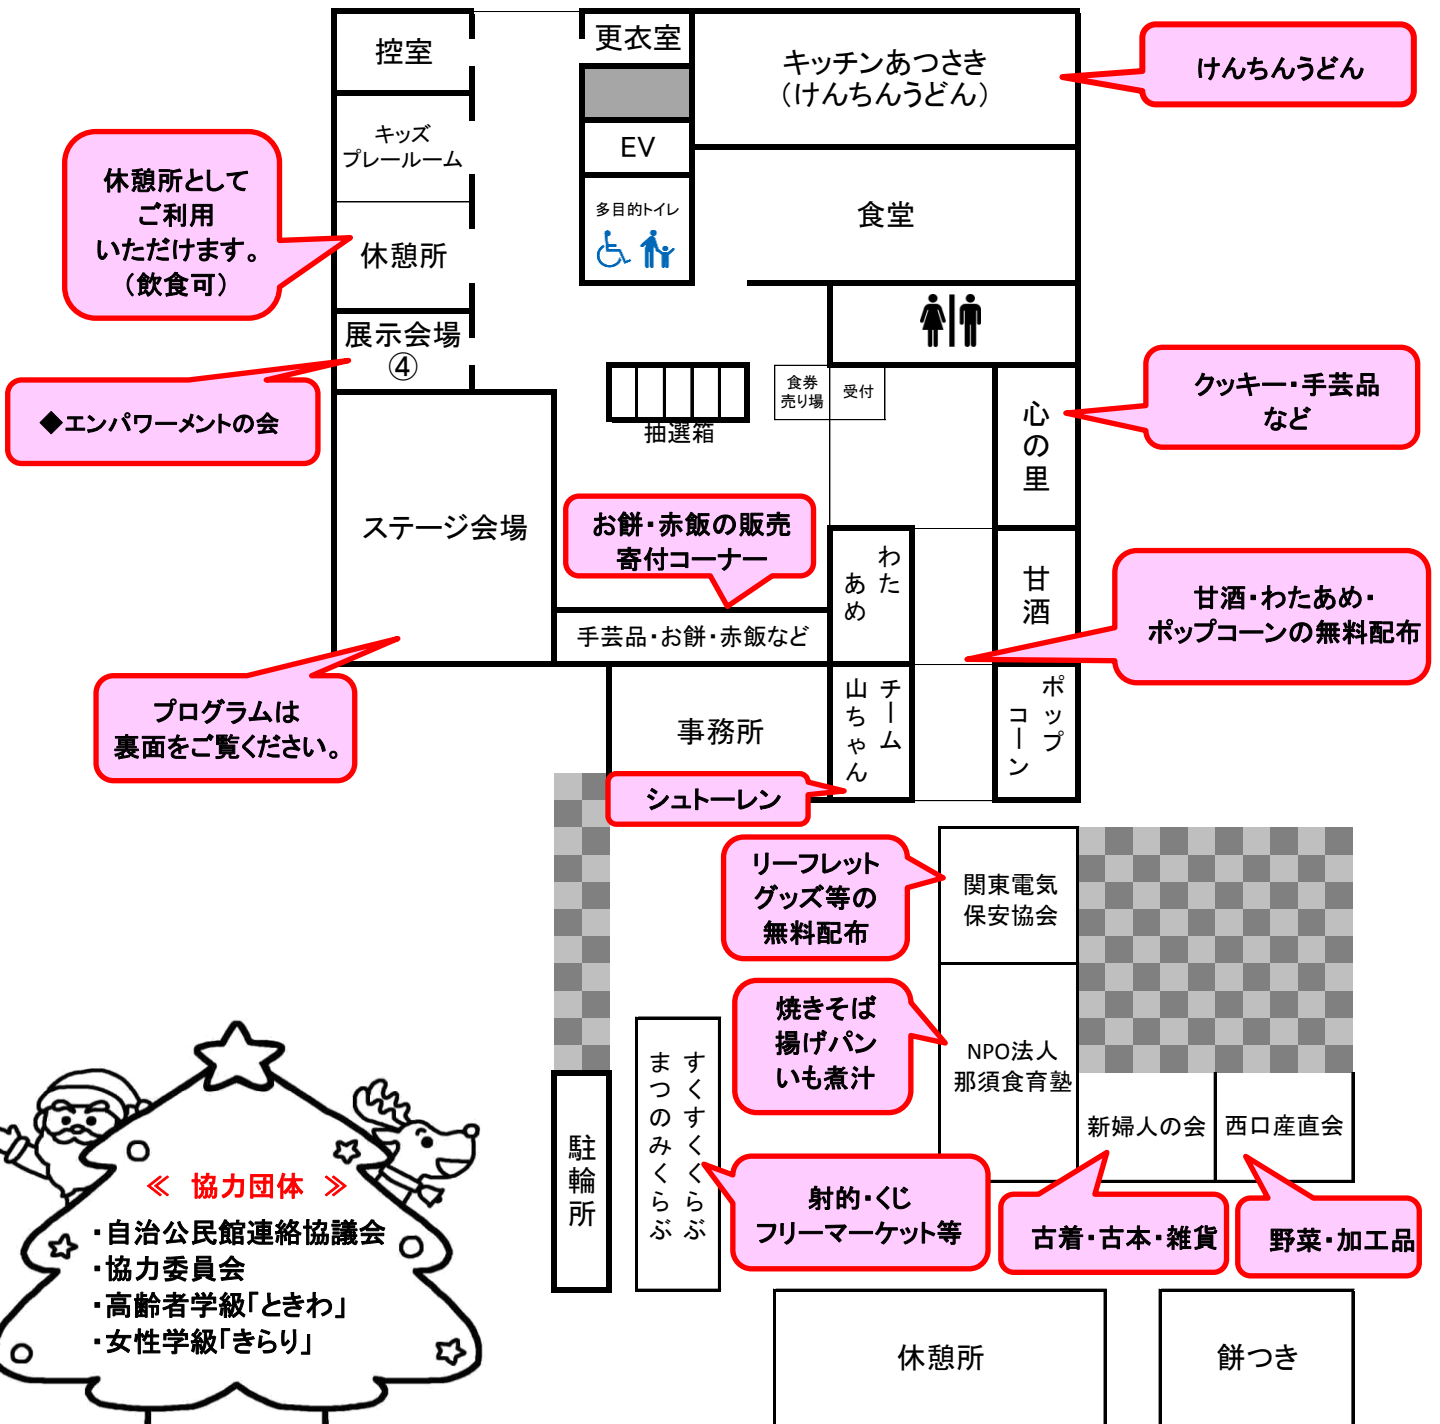 控室
更衣室
キッチンあつさき
（けんちんうどん）
けんちんうどん
キッズ
プレールーム
EV
休憩所として
ご利用
いただけます。
（飲食可）
多目的トイレ
食堂
休憩所
展示会場
④
◆エンパワーメントの会
食券
売り場
受付
抽選箱
心の里
クッキー・手芸品
など
ステージ会場
お餅・赤飯の販売
寄付コーナー
わた
あめ
甘酒
甘酒・わたあめ・
ポップコーンの無料配布
手芸品・お餅・赤飯など
プログラムは
裏面をご覧ください。
事務所
チーム
山ちゃん
ポップ
コーン
シュトーレン
リーフレット
グッズ等の
無料配布
関東電気
保安協会
焼きそば
揚げパン
いも煮汁
NPO法人
那須食育塾
新婦人の会
西口産直会
駐輪所
すくすくくらぶ
まつのみくらぶ
射的・くじ
フリーマーケット等
古着・古本・雑貨
野菜・加工品
≪ 協力団体 ≫
・自治公民館連絡協議会
・協力委員会
・高齢者学級「ときわ」
・女性学級「きらり」
休憩所
餅つき